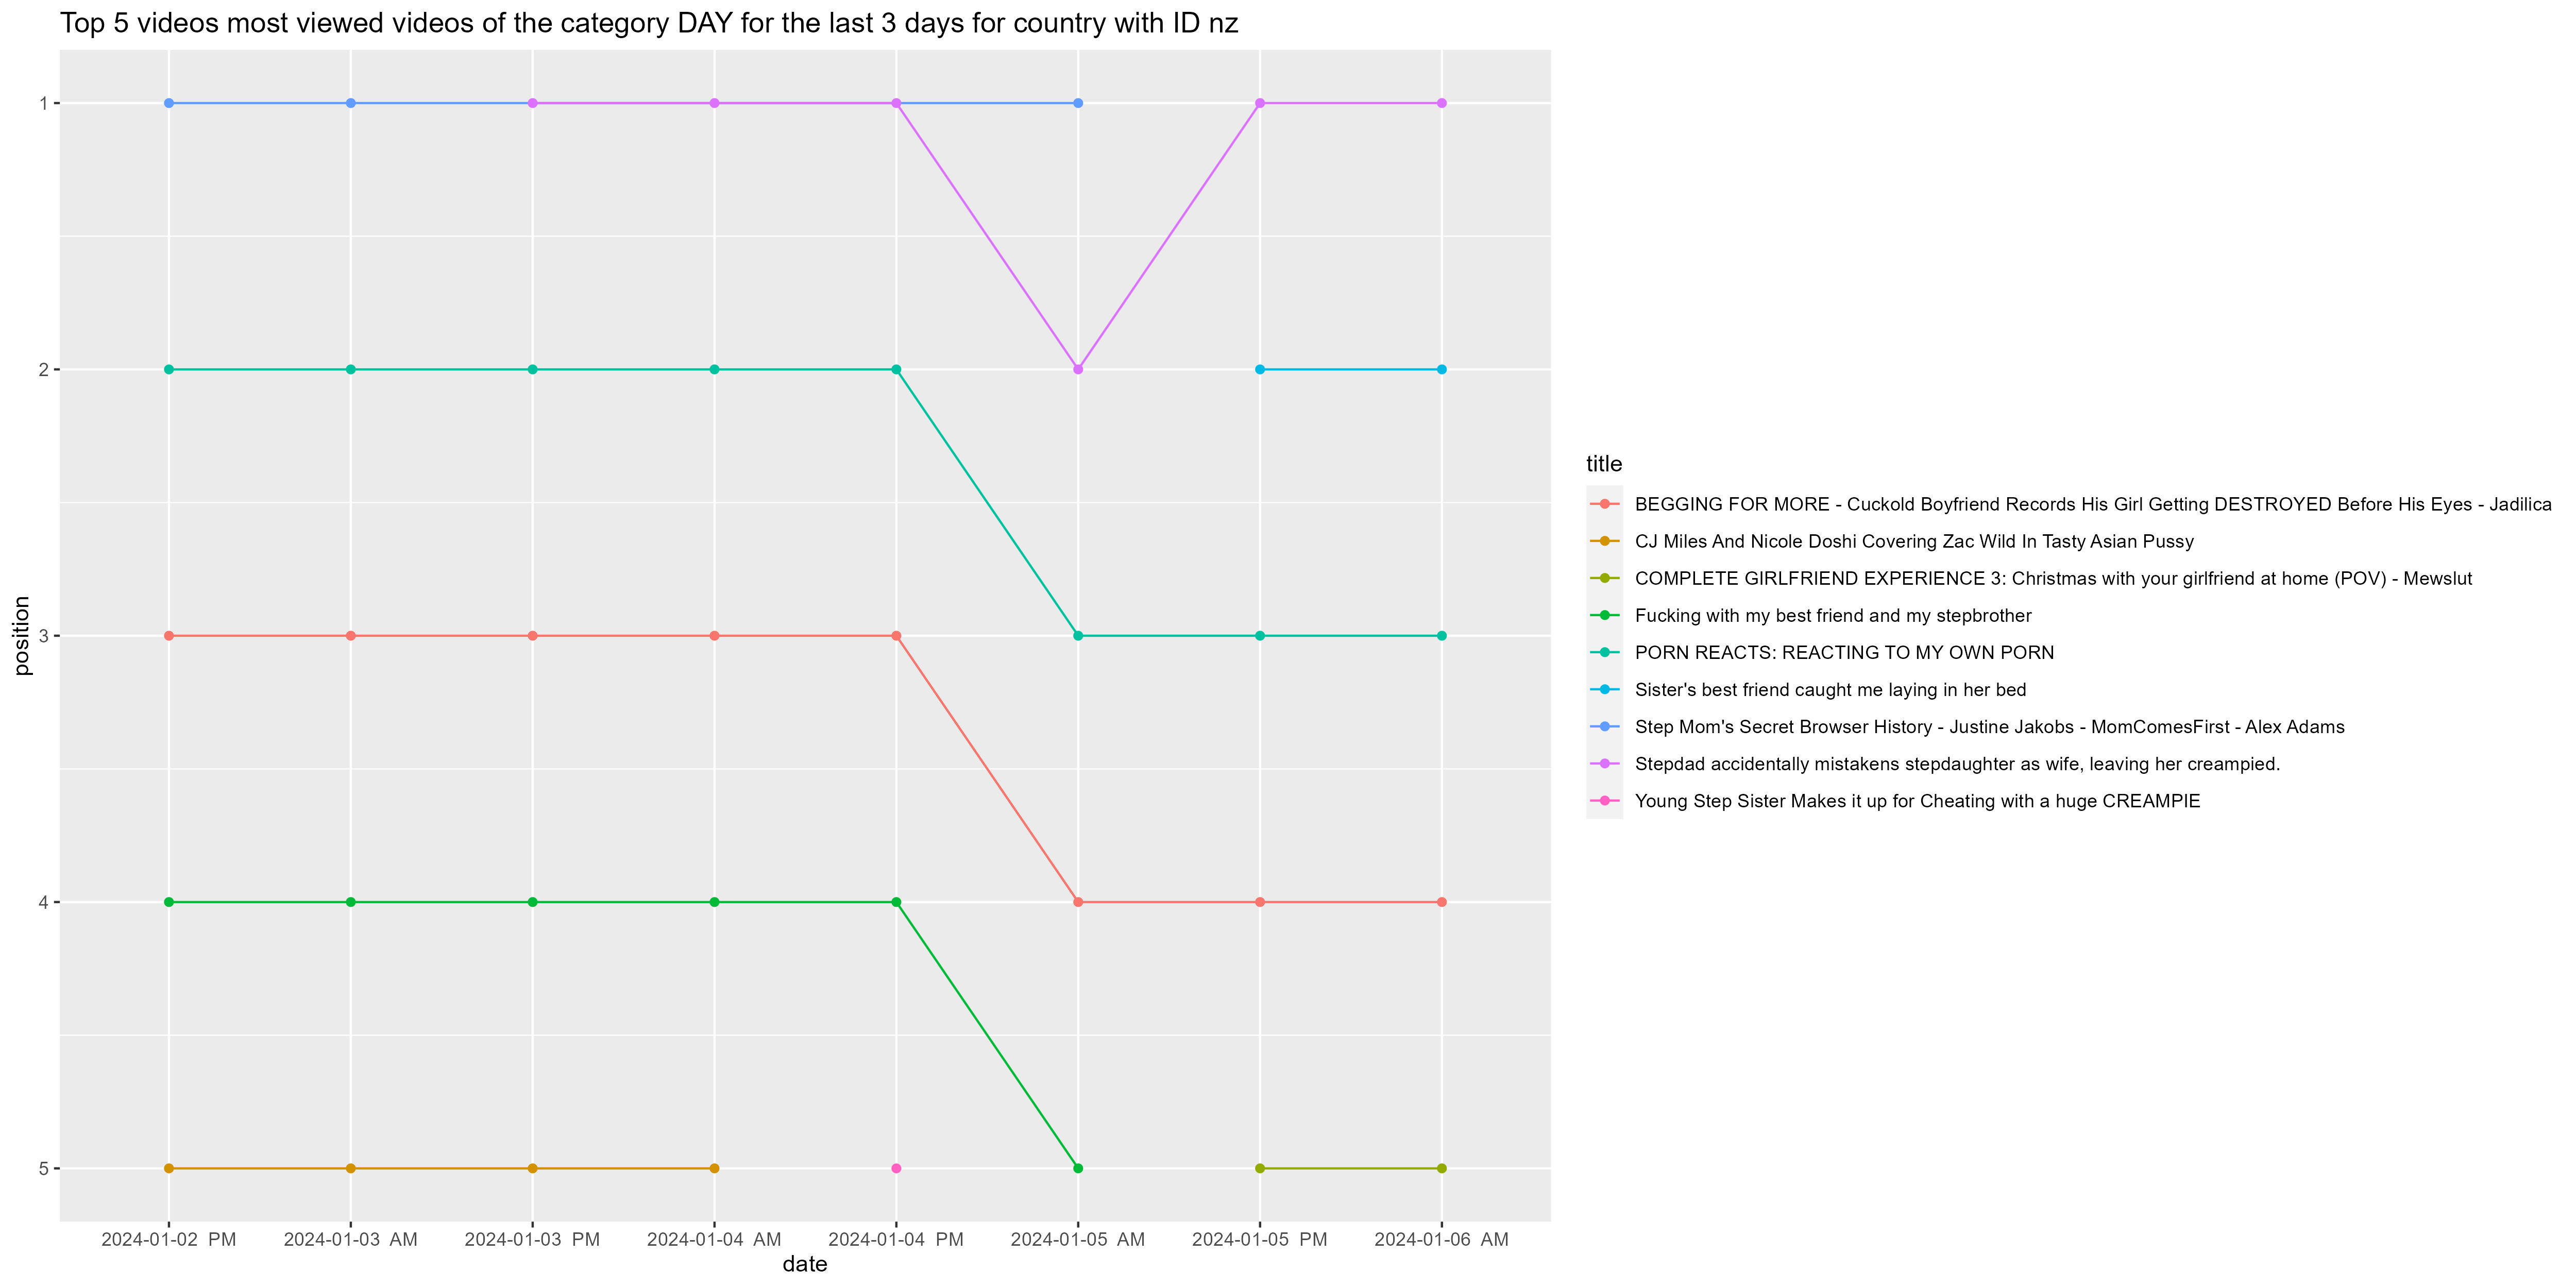 Top 5 videos most viewed videos of the category DAY for the last 3 days for country with ID nz
1
2
3
4
5
position
2024-01-02 PM
2024-01-03 AM
2024-01-03 PM
2024-01-04 AM
2024-01-04 PM
2024-01-05 AM
2024-01-05 PM
2024-01-06 AM
date
title
BEGGING FOR MORE - Cuckold Boyfriend Records His Girl Getting DESTROYED Before His Eyes - Jadilica
CJ Miles And Nicole Doshi Covering Zac Wild In Tasty Asian Pussy
COMPLETE GIRLFRIEND EXPERIENCE 3: Christmas with your girlfriend at home (POV) - Mewslut
Fucking with my best friend and my stepbrother
PORN REACTS: REACTING TO MY OWN PORN
Sister's best friend caught me laying in her bed
Step Mom's Secret Browser History - Justine Jakobs - MomComesFirst - Alex Adams
Stepdad accidentally mistakens stepdaughter as wife, leaving her creampied.
Young Step Sister Makes it up for Cheating with a huge CREAMPIE